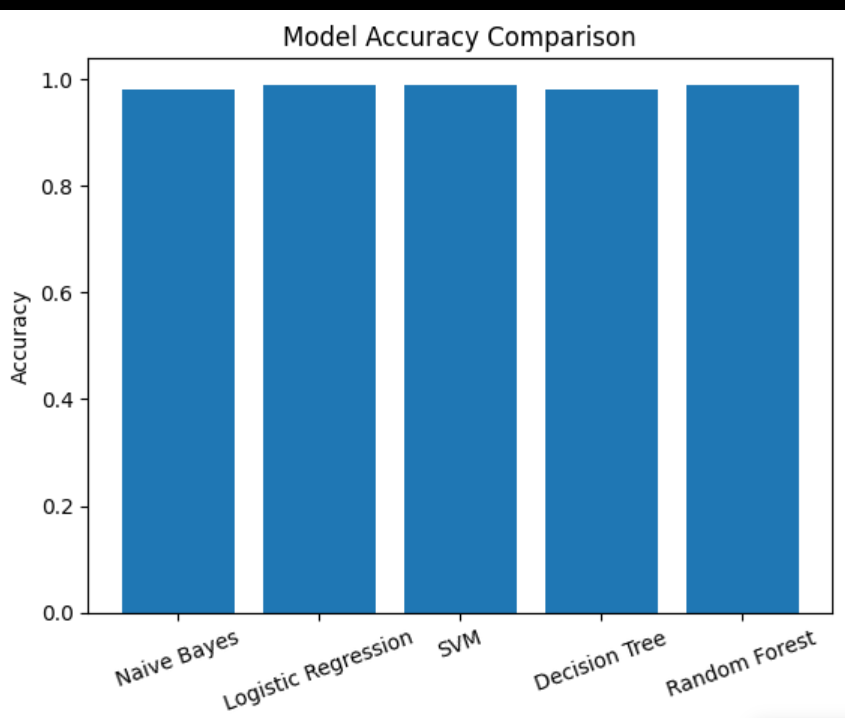 Model Accuracy Comparison
Accuracy
1.0
0.8
0.6
0.4
0.2
0.0
Naive Bayes
Logistic Regression
SVM
Decision Tree
Random Forest